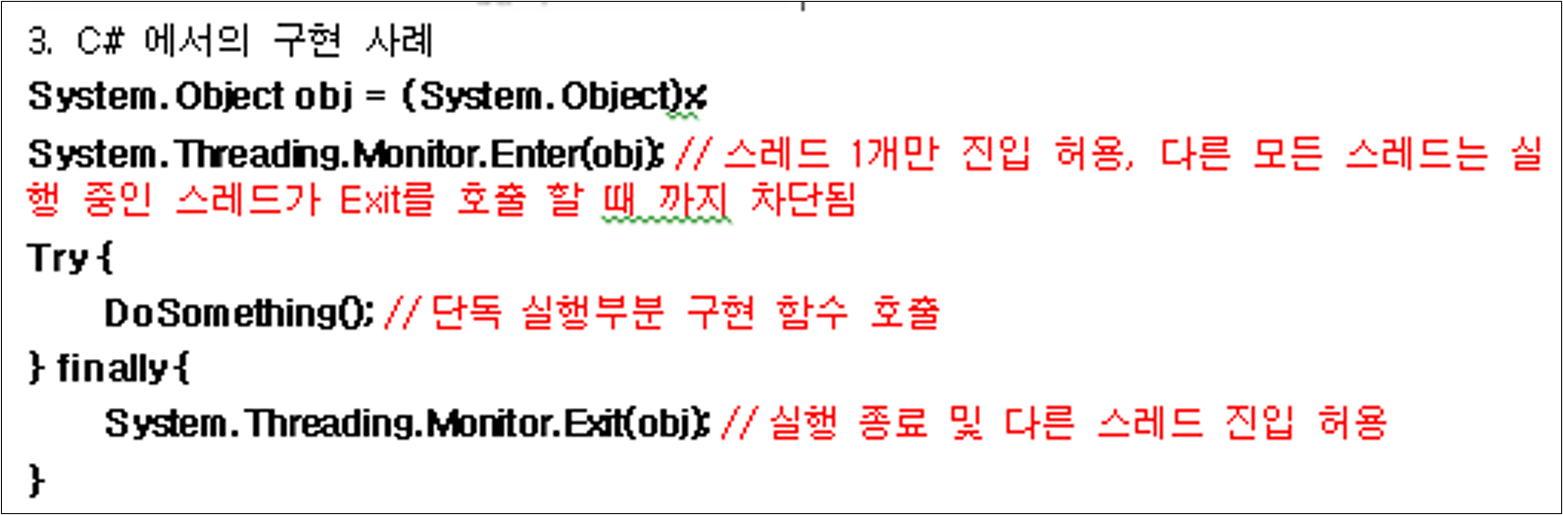 3. C# 에서의 구현 사례
System.Object obj = (System.Object)x;
System.Threading.Monitor.Enter(obj); // 스레드 1개만 진입 허용, 다른 모든 스레드는 실
행 중인 스레드가 Exit를 호출 할 때 까지 차단됨
Try {
DoSomething(); // 단독 실행부분 구현 함수 호출
} finally {
System.Threading.Monitor.Exit(obj); // 실행 종료 및 다른 스레드 진입 허용
}